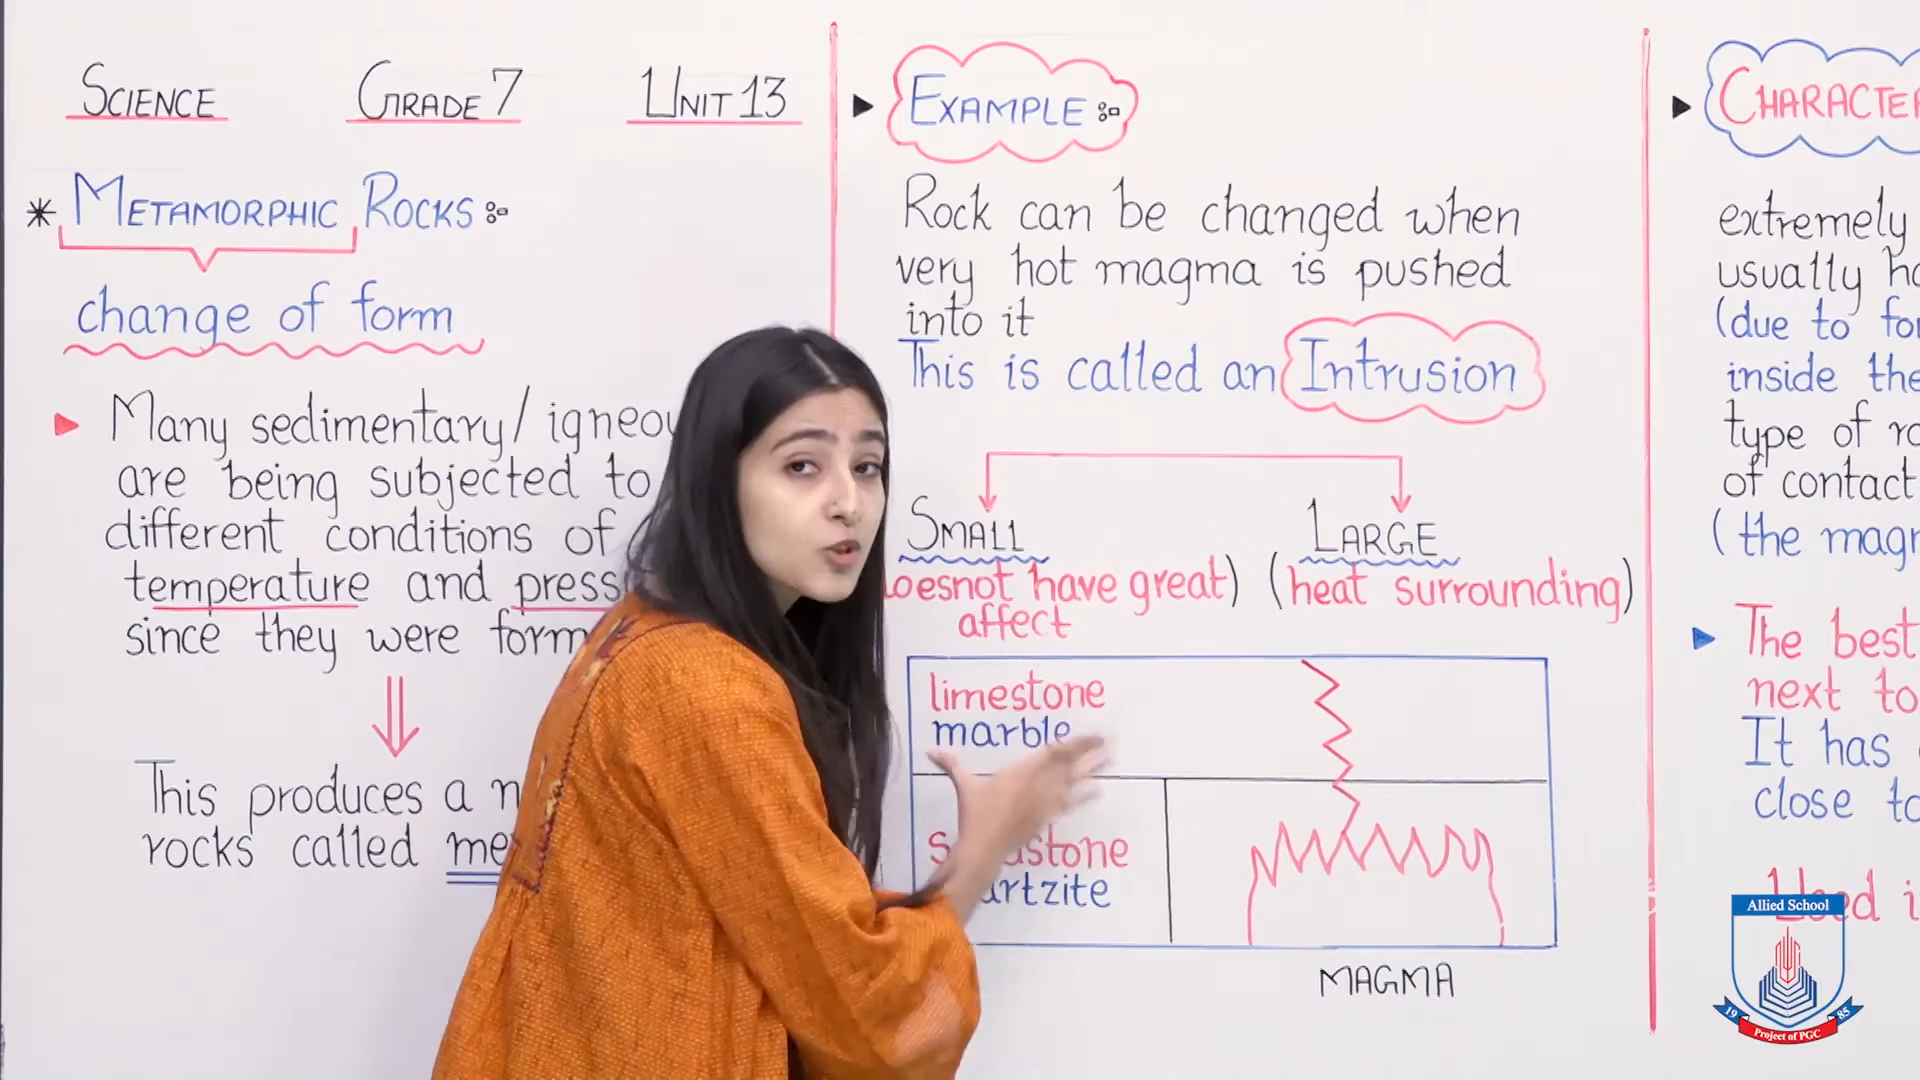 SCIENCE GRADE 7 UNIT 13
* METAMORPHIC ROCKS :-
change of form
Many sedimentary/
are being subjected to
different conditions of
temperature and
since they were
This produces a
rocks called
EXAMPLE :-
Rock can be changed when
very hot magma is pushed
into it
This is called an Intrusion
SMALL
have great)
affect
LARGE
(heat surrounding)
limestone
marble
MAGMA
extremely
usually
(due to
inside
type of
of contact
(the
The best
next to
It has
close to
Allied School
19 85
Project of PGC